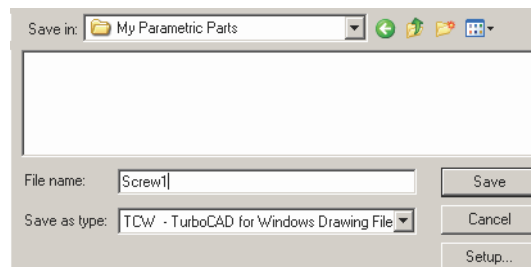 Save in: My Parametric Parts
File name: Screw1 Save
Save as type: TCW - TurboCAD for Windows Drawing File Cancel
Setup...